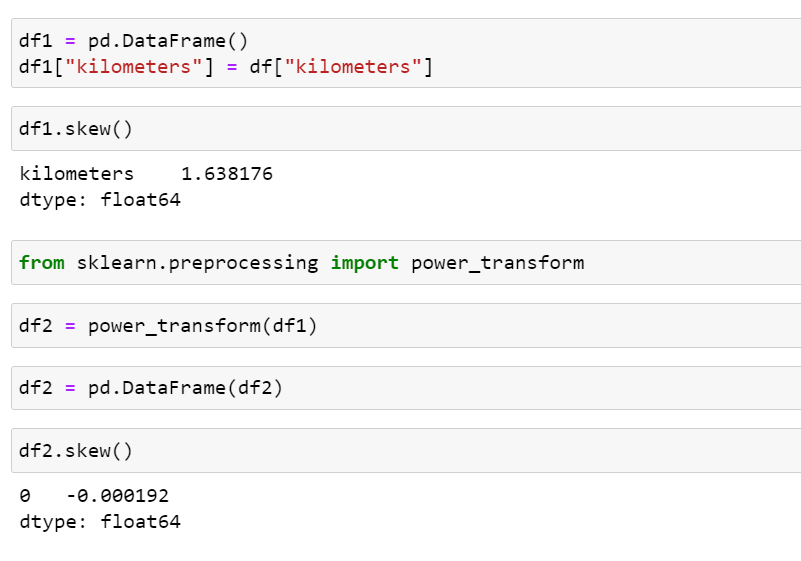 df1 = pd.DataFrame()
df1["kilometers"] = df["kilometers"]
df1.skew()
kilometers    1.638176
dtype: float64
from sklearn.preprocessing import power_transform
df2 = power_transform(df1)
df2 = pd.DataFrame(df2)
df2.skew()
0   -0.000192
dtype: float64